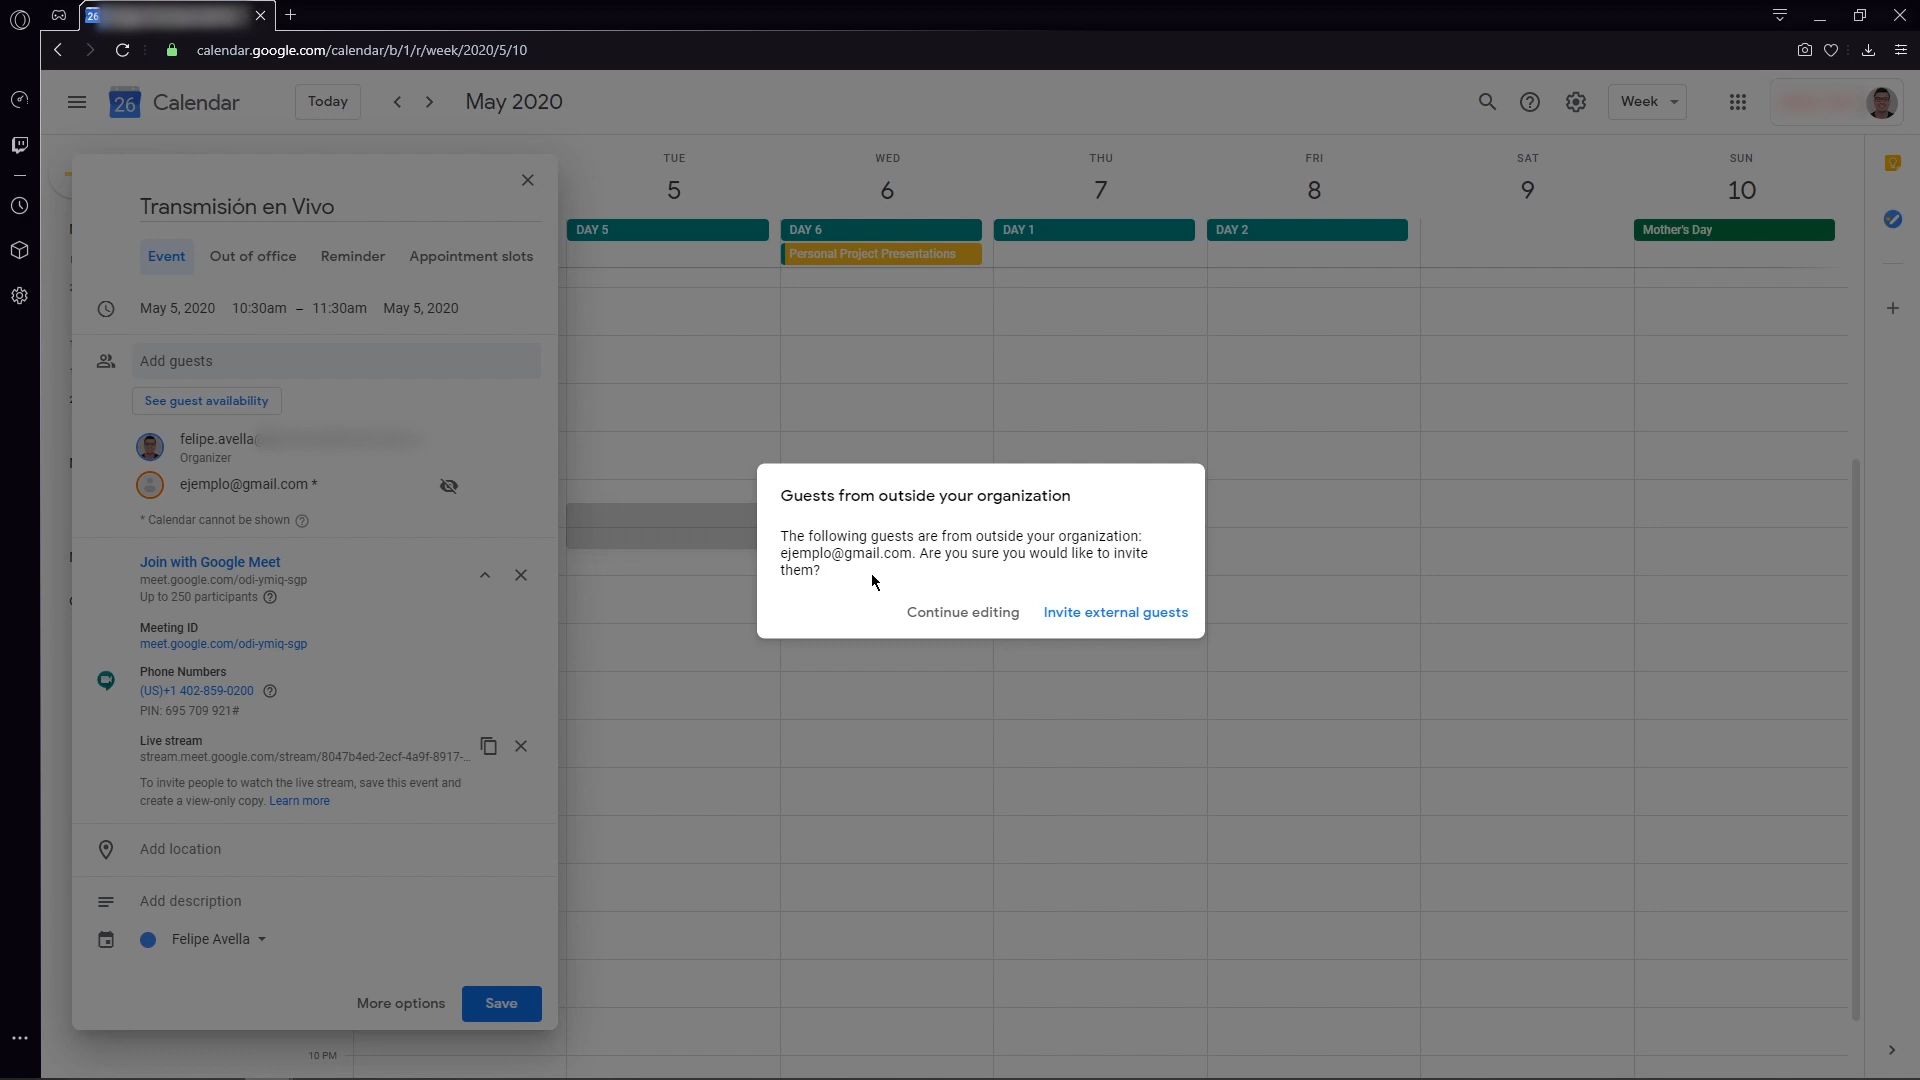 26
calendar.google.com/calendar/b/1/r/week/2020/5/10
26 Calendar Today May 2020 Week
TUE WED THU FRI SAT SUN
5 6 7 8 9 10
DAY 5 DAY 6 DAY 1 DAY 2 Mother's Day
Personal Project Presentations
Transmisión en Vivo
Event Out of office Reminder Appointment slots
May 5, 2020 10:30am – 11:30am May 5, 2020
Add guests
See guest availability
felipe.avella
Organizer
ejemplo@gmail.com *
* Calendar cannot be shown
Join with Google Meet
meet.google.com/odi-ymiq-sgp
Up to 250 participants
Meeting ID
meet.google.com/odi-ymiq-sgp
Phone Numbers
(US)+1 402-859-0200
PIN: 695 709 921#
Live stream
stream.meet.google.com/stream/8047b4ed-2ecf-4a9f-8917-...
To invite people to watch the live stream, save this event and
create a view-only copy. Learn more
Add location
Add description
Felipe Avella
More options Save
10 PM
Guests from outside your organization
The following guests are from outside your organization:
ejemplo@gmail.com. Are you sure you would like to invite
them?
Continue editing Invite external guests